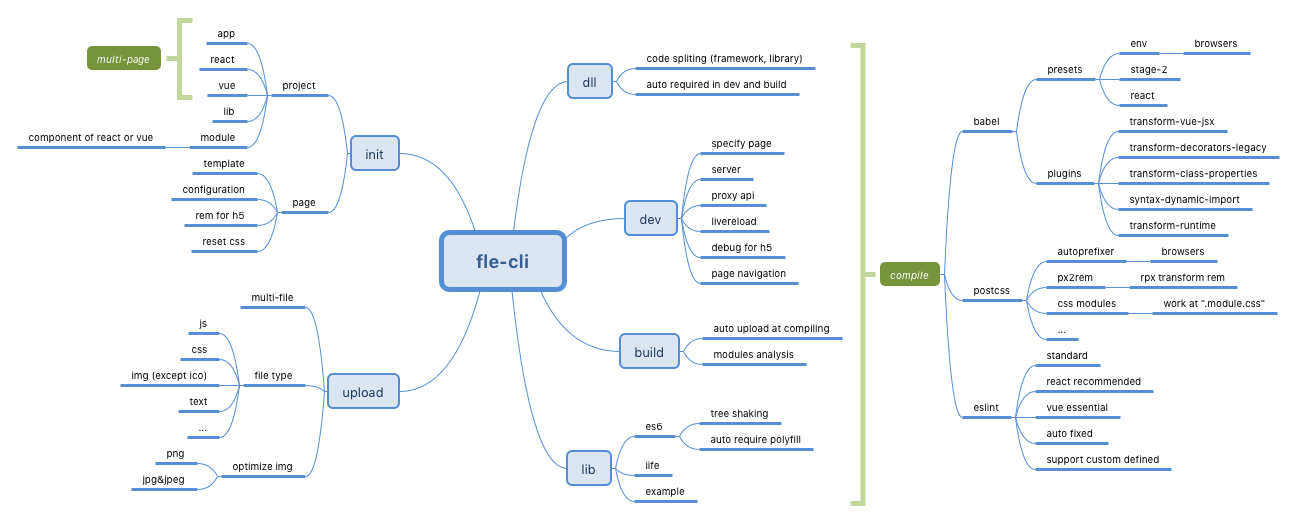 fle-cli
init
project
app
react
vue
lib
module
component of react or vue
multi-page
page
template
configuration
rem for h5
reset css
upload
multi-file
file type
js
css
img (except ico)
text
...
optimize img
png
jpg&jpeg
dll
code spliting (framework, library)
auto required in dev and build
dev
specify page
server
proxy api
livereload
debug for h5
page navigation
build
auto upload at compiling
modules analysis
lib
es6
tree shaking
auto require polyfill
iife
example
compile
babel
presets
env
browsers
stage-2
react
plugins
transform-vue-jsx
transform-decorators-legacy
transform-class-properties
syntax-dynamic-import
transform-runtime
postcss
autoprefixer
browsers
px2rem
rpx transform rem
css modules
work at ".module.css"
...
eslint
standard
react recommended
vue essential
auto fixed
support custom defined